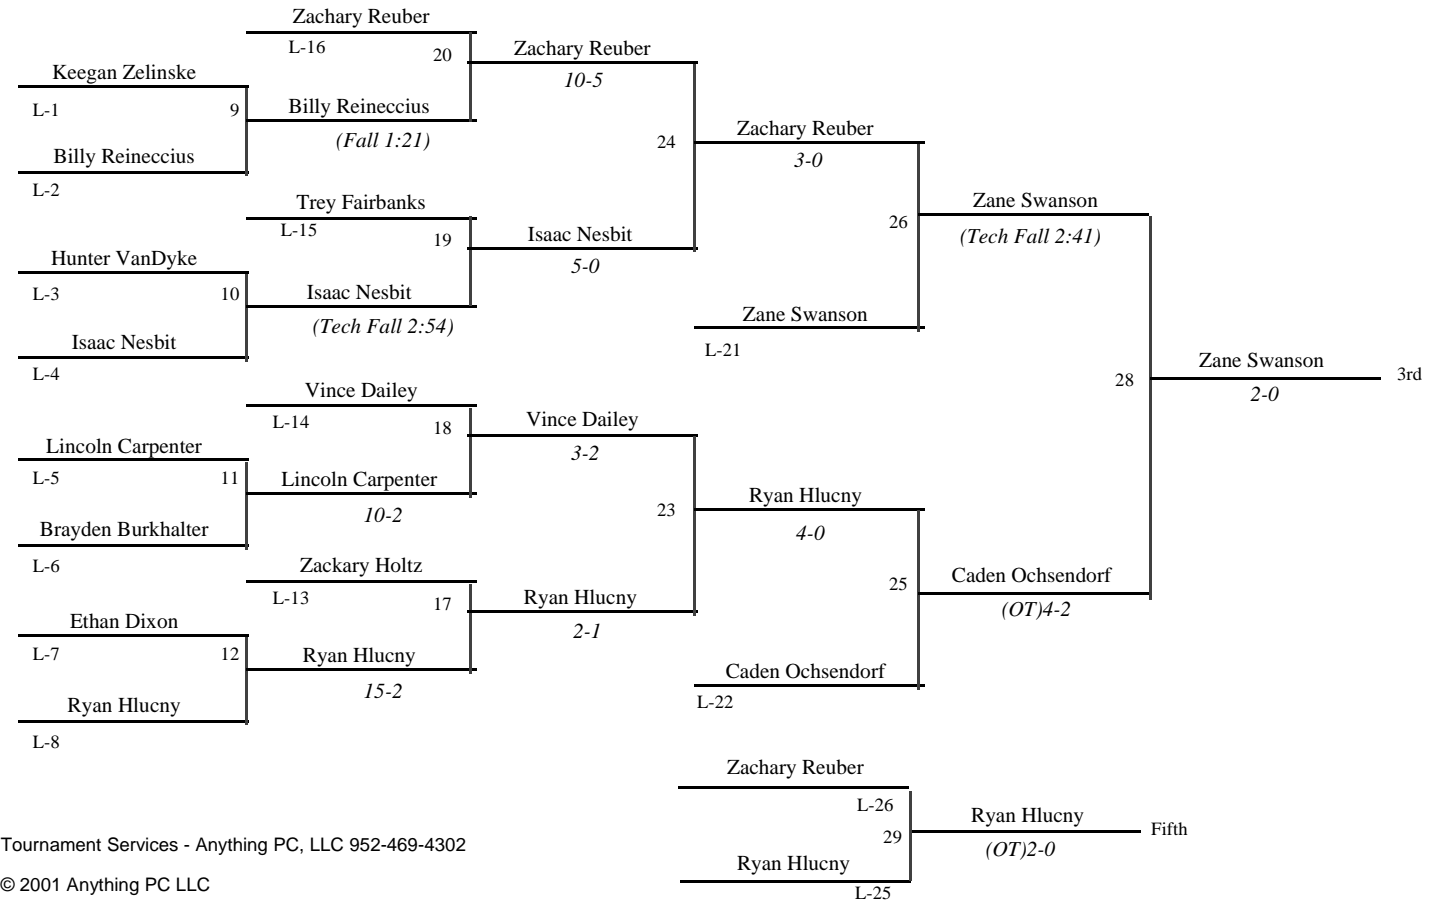 Zachary Reuber
L-16
20
Zachary Reuber
10-5
Keegan Zelinske
L-1
9
Billy Reineccius
(Fall 1:21)
24
Zachary Reuber
3-0
Billy Reineccius
L-2
Trey Fairbanks
L-15
19
Isaac Nesbit
5-0
26
Zane Swanson
(Tech Fall 2:41)
Hunter VanDyke
L-3
10
Isaac Nesbit
(Tech Fall 2:54)
Zane Swanson
L-21
Isaac Nesbit
L-4
28
Zane Swanson
2-0
3rd
Vince Dailey
L-14
18
Vince Dailey
3-2
Lincoln Carpenter
L-5
11
Lincoln Carpenter
10-2
23
Ryan Hlucny
4-0
Brayden Burkhalter
L-6
Zackary Holtz
L-13
17
Ryan Hlucny
2-1
25
Caden Ochsendorf
(OT)4-2
Ethan Dixon
L-7
12
Ryan Hlucny
15-2
Caden Ochsendorf
L-22
Ryan Hlucny
L-8
Zachary Reuber
L-26
29
Ryan Hlucny
(OT)2-0
Fifth
Ryan Hlucny
L-25
Tournament Services - Anything PC, LLC 952-469-4302
© 2001 Anything PC LLC